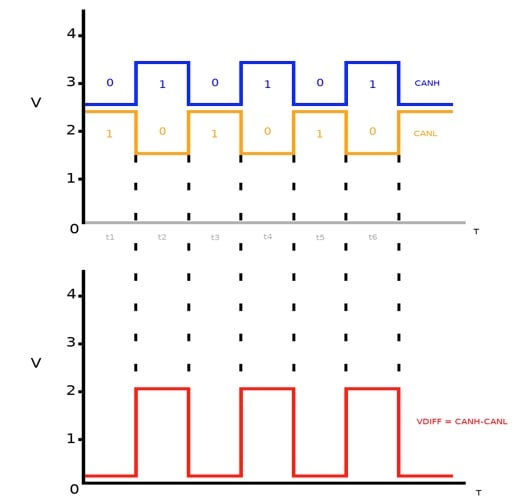 4
3
0 1 0 1 0 1 CANH
V
2
1 0 1 0 1 0 CANL
1
0
t1 t2 t3 t4 t5 t6 T
4
3
V
2
VDIFF = CANH-CANL
1
0
T